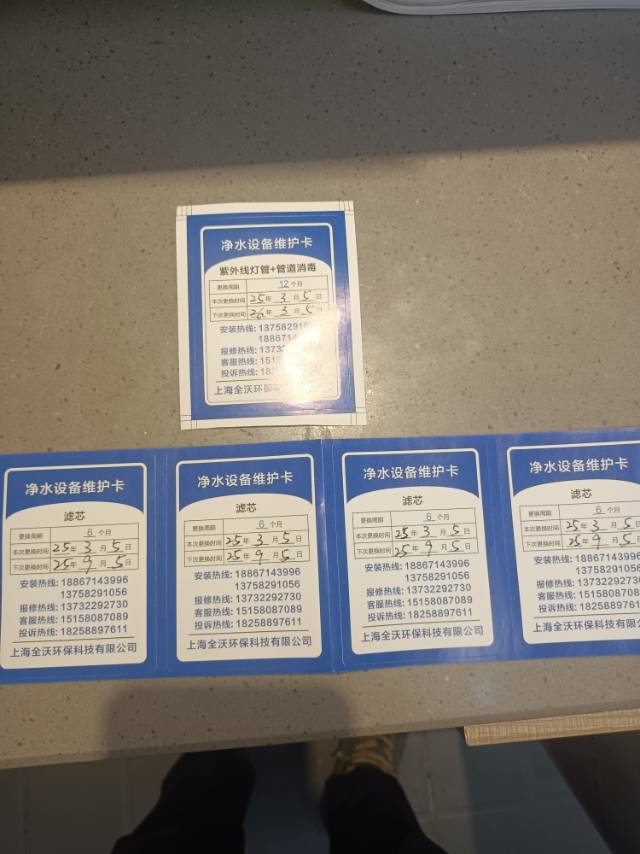 净水设备维护卡
紫外线灯管+管道消毒
更换周期 12 个月
本次更换时间 25 年 3 月 5 日
下次更换时间 26 年 3 月 5 日
安装热线: 137582910
188671
报修热线: 13732
客服热线: 151
投诉热线: 18
上海全沃环保
净水设备维护卡
滤芯
更换周期 6 个月
本次更换时间 25 年 3 月 5 日
下次更换时间 25 年 9 月 5 日
安装热线: 18867143996
13758291056
报修热线: 13732292730
客服热线: 15158087089
投诉热线: 18258897611
上海全沃环保科技有限公司
净水设备维护卡
滤芯
更换周期 6 个月
本次更换时间 25 年 3 月 5 日
下次更换时间 25 年 9 月 5 日
安装热线: 18867143996
13758291056
报修热线: 13732292730
客服热线: 15158087089
投诉热线: 18258897611
上海全沃环保科技有限公司
净水设备维护卡
滤芯
更换周期 6 个月
本次更换时间 25 年 3 月 5 日
下次更换时间 25 年 9 月 5 日
安装热线: 18867143996
13758291056
报修热线: 13732292730
客服热线: 15158087089
投诉热线: 18258897611
上海全沃环保科技有限公司
净水设备维护卡
滤芯
更换周期 6 个月
本次更换时间 25 年 3 月 5
下次更换时间 25 年 9 月 5
安装热线: 1886714399
1375829105
报修热线: 1373229273
客服热线: 1515808708
投诉热线: 1825889761
上海全沃环保科技有限公